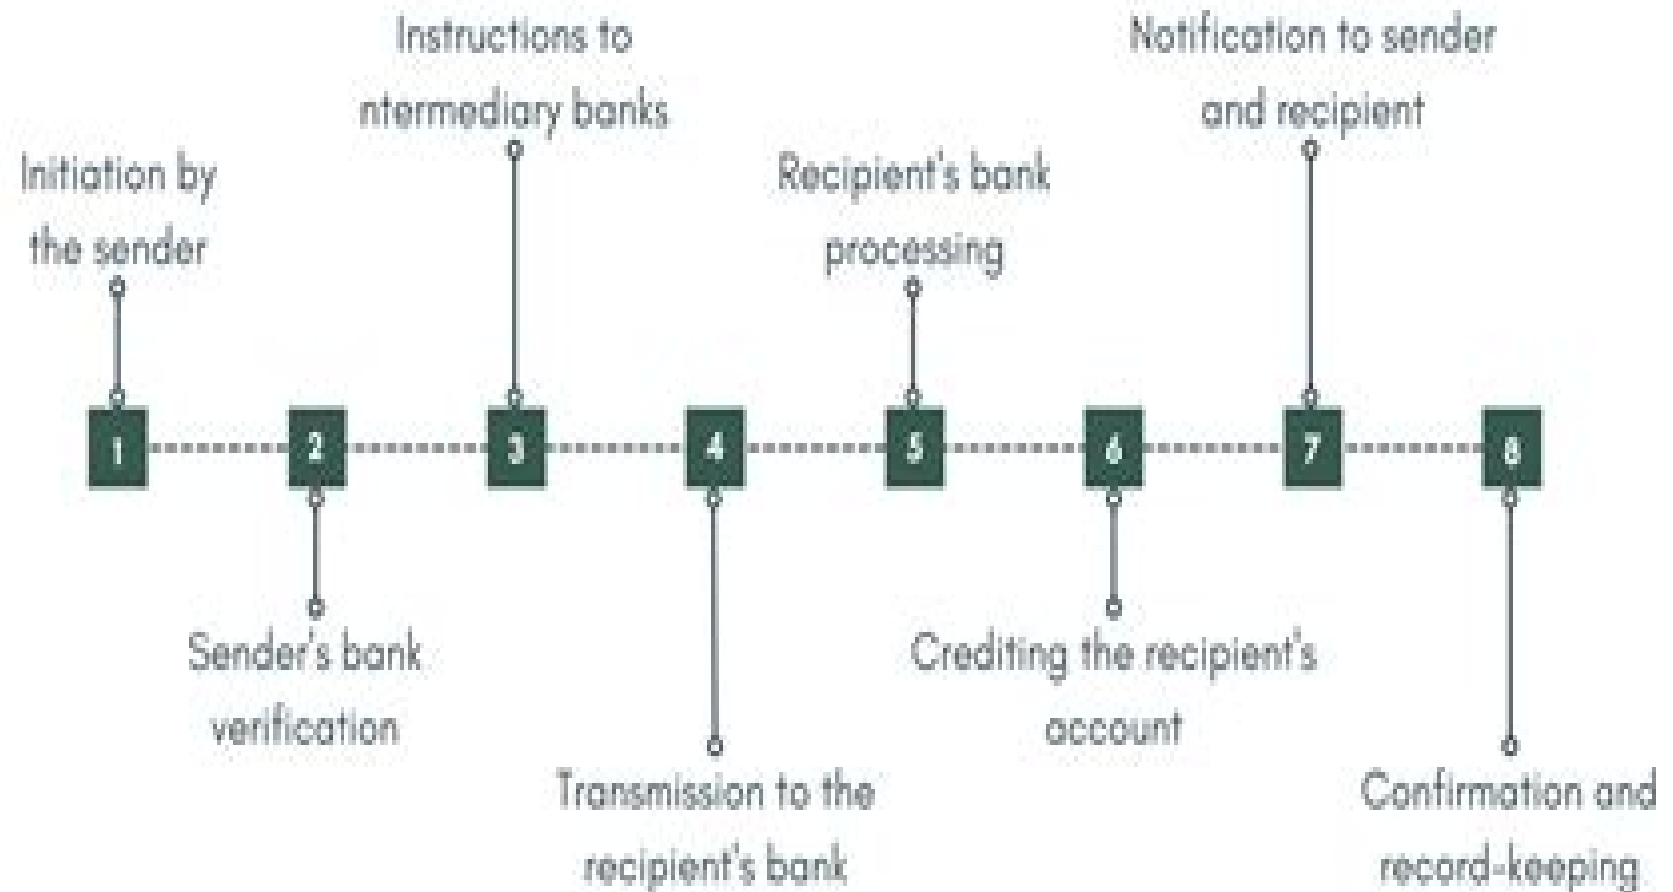 Instructions to
ntermediary banks
Notification to sender
and recipient
Initiation by
the sender
Recipient's bank
processing
1
2
3
4
5
6
7
8
Sender's bank
verification
Crediting the recipient's
account
Transmission to the
recipient's bank
Confirmation and
record-keeping